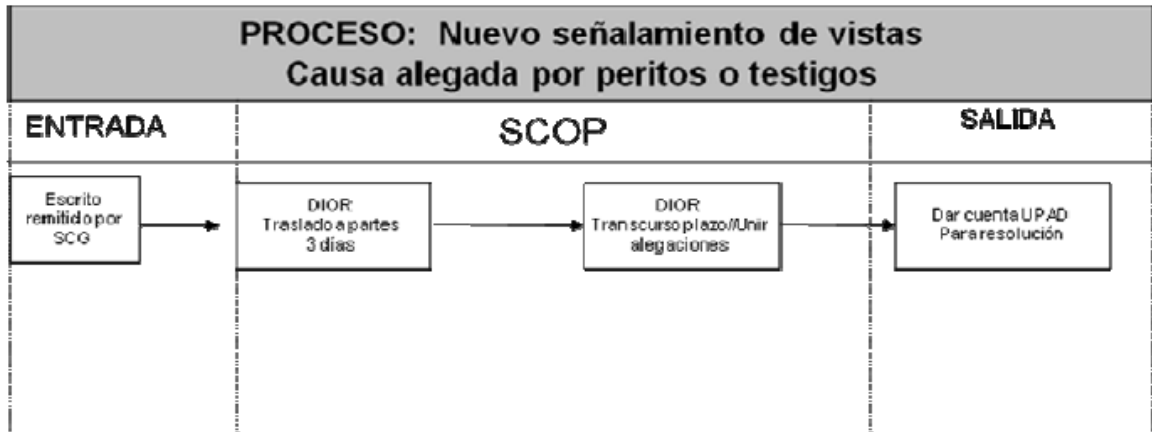 PROCESO: Nuevo señalamiento de vistas
Causa alegada por peritos o testigos
ENTRADA
SCOP
SALIDA
Escrito
remitido por
SCG
DIOR
Traslado a partes
3 días
DIOR
Transcurso plazo//Unir
alegaciones
Dar cuenta UPAD
Para resolución